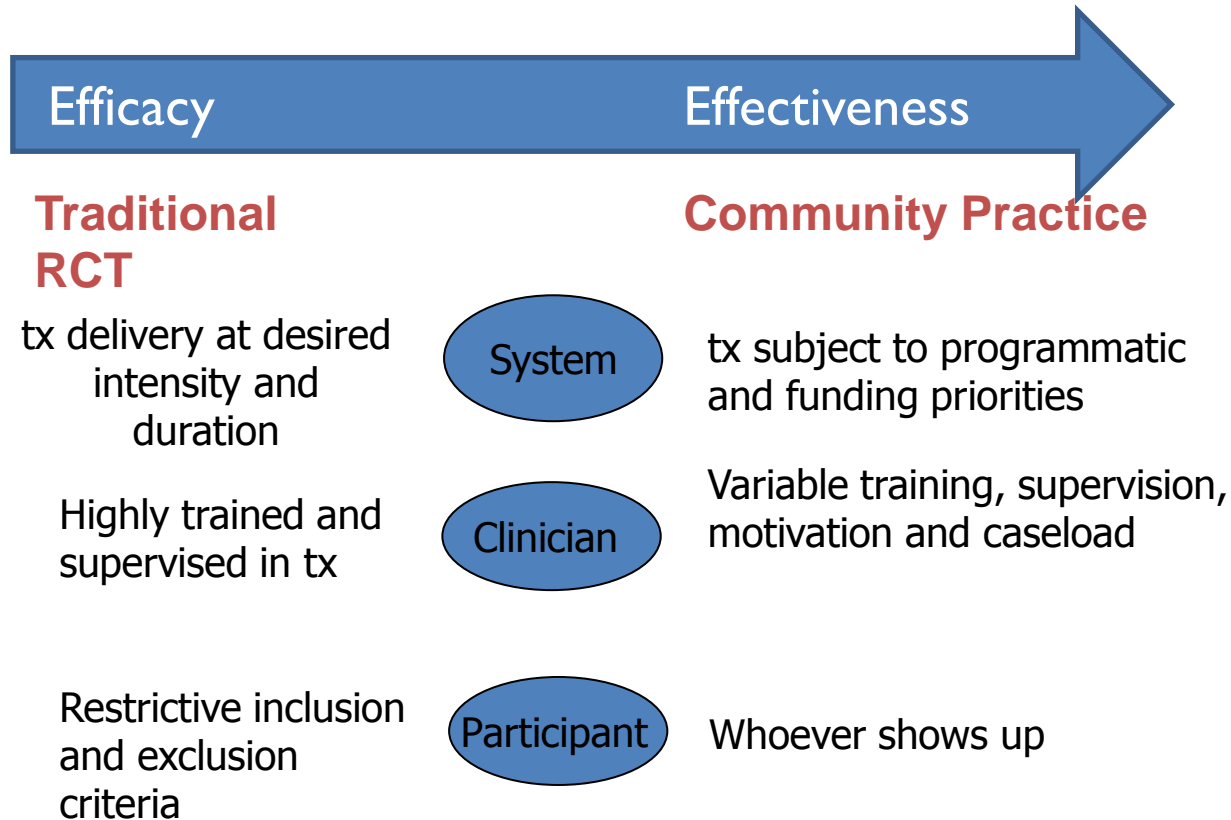 Efficacy
Effectiveness
Traditional
RCT
Community Practice
tx delivery at desired
intensity and
duration
System
tx subject to programmatic
and funding priorities
Highly trained and
supervised in tx
Clinician
Variable training, supervision,
motivation and caseload
Restrictive inclusion
and exclusion
criteria
Participant
Whoever shows up